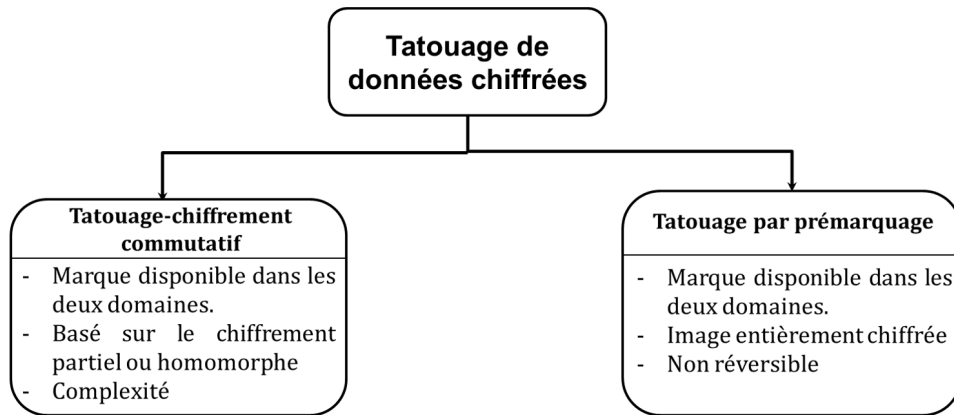 Tatouage de
données chiffrées
Tatouage-chiffrement
commutatif
- Marque disponible dans les
deux domaines.
- Basé sur le chiffrement
partiel ou homomorphe
- Complexité
Tatouage par prémarquage
- Marque disponible dans les
deux domaines.
- Image entièrement chiffrée
- Non réversible